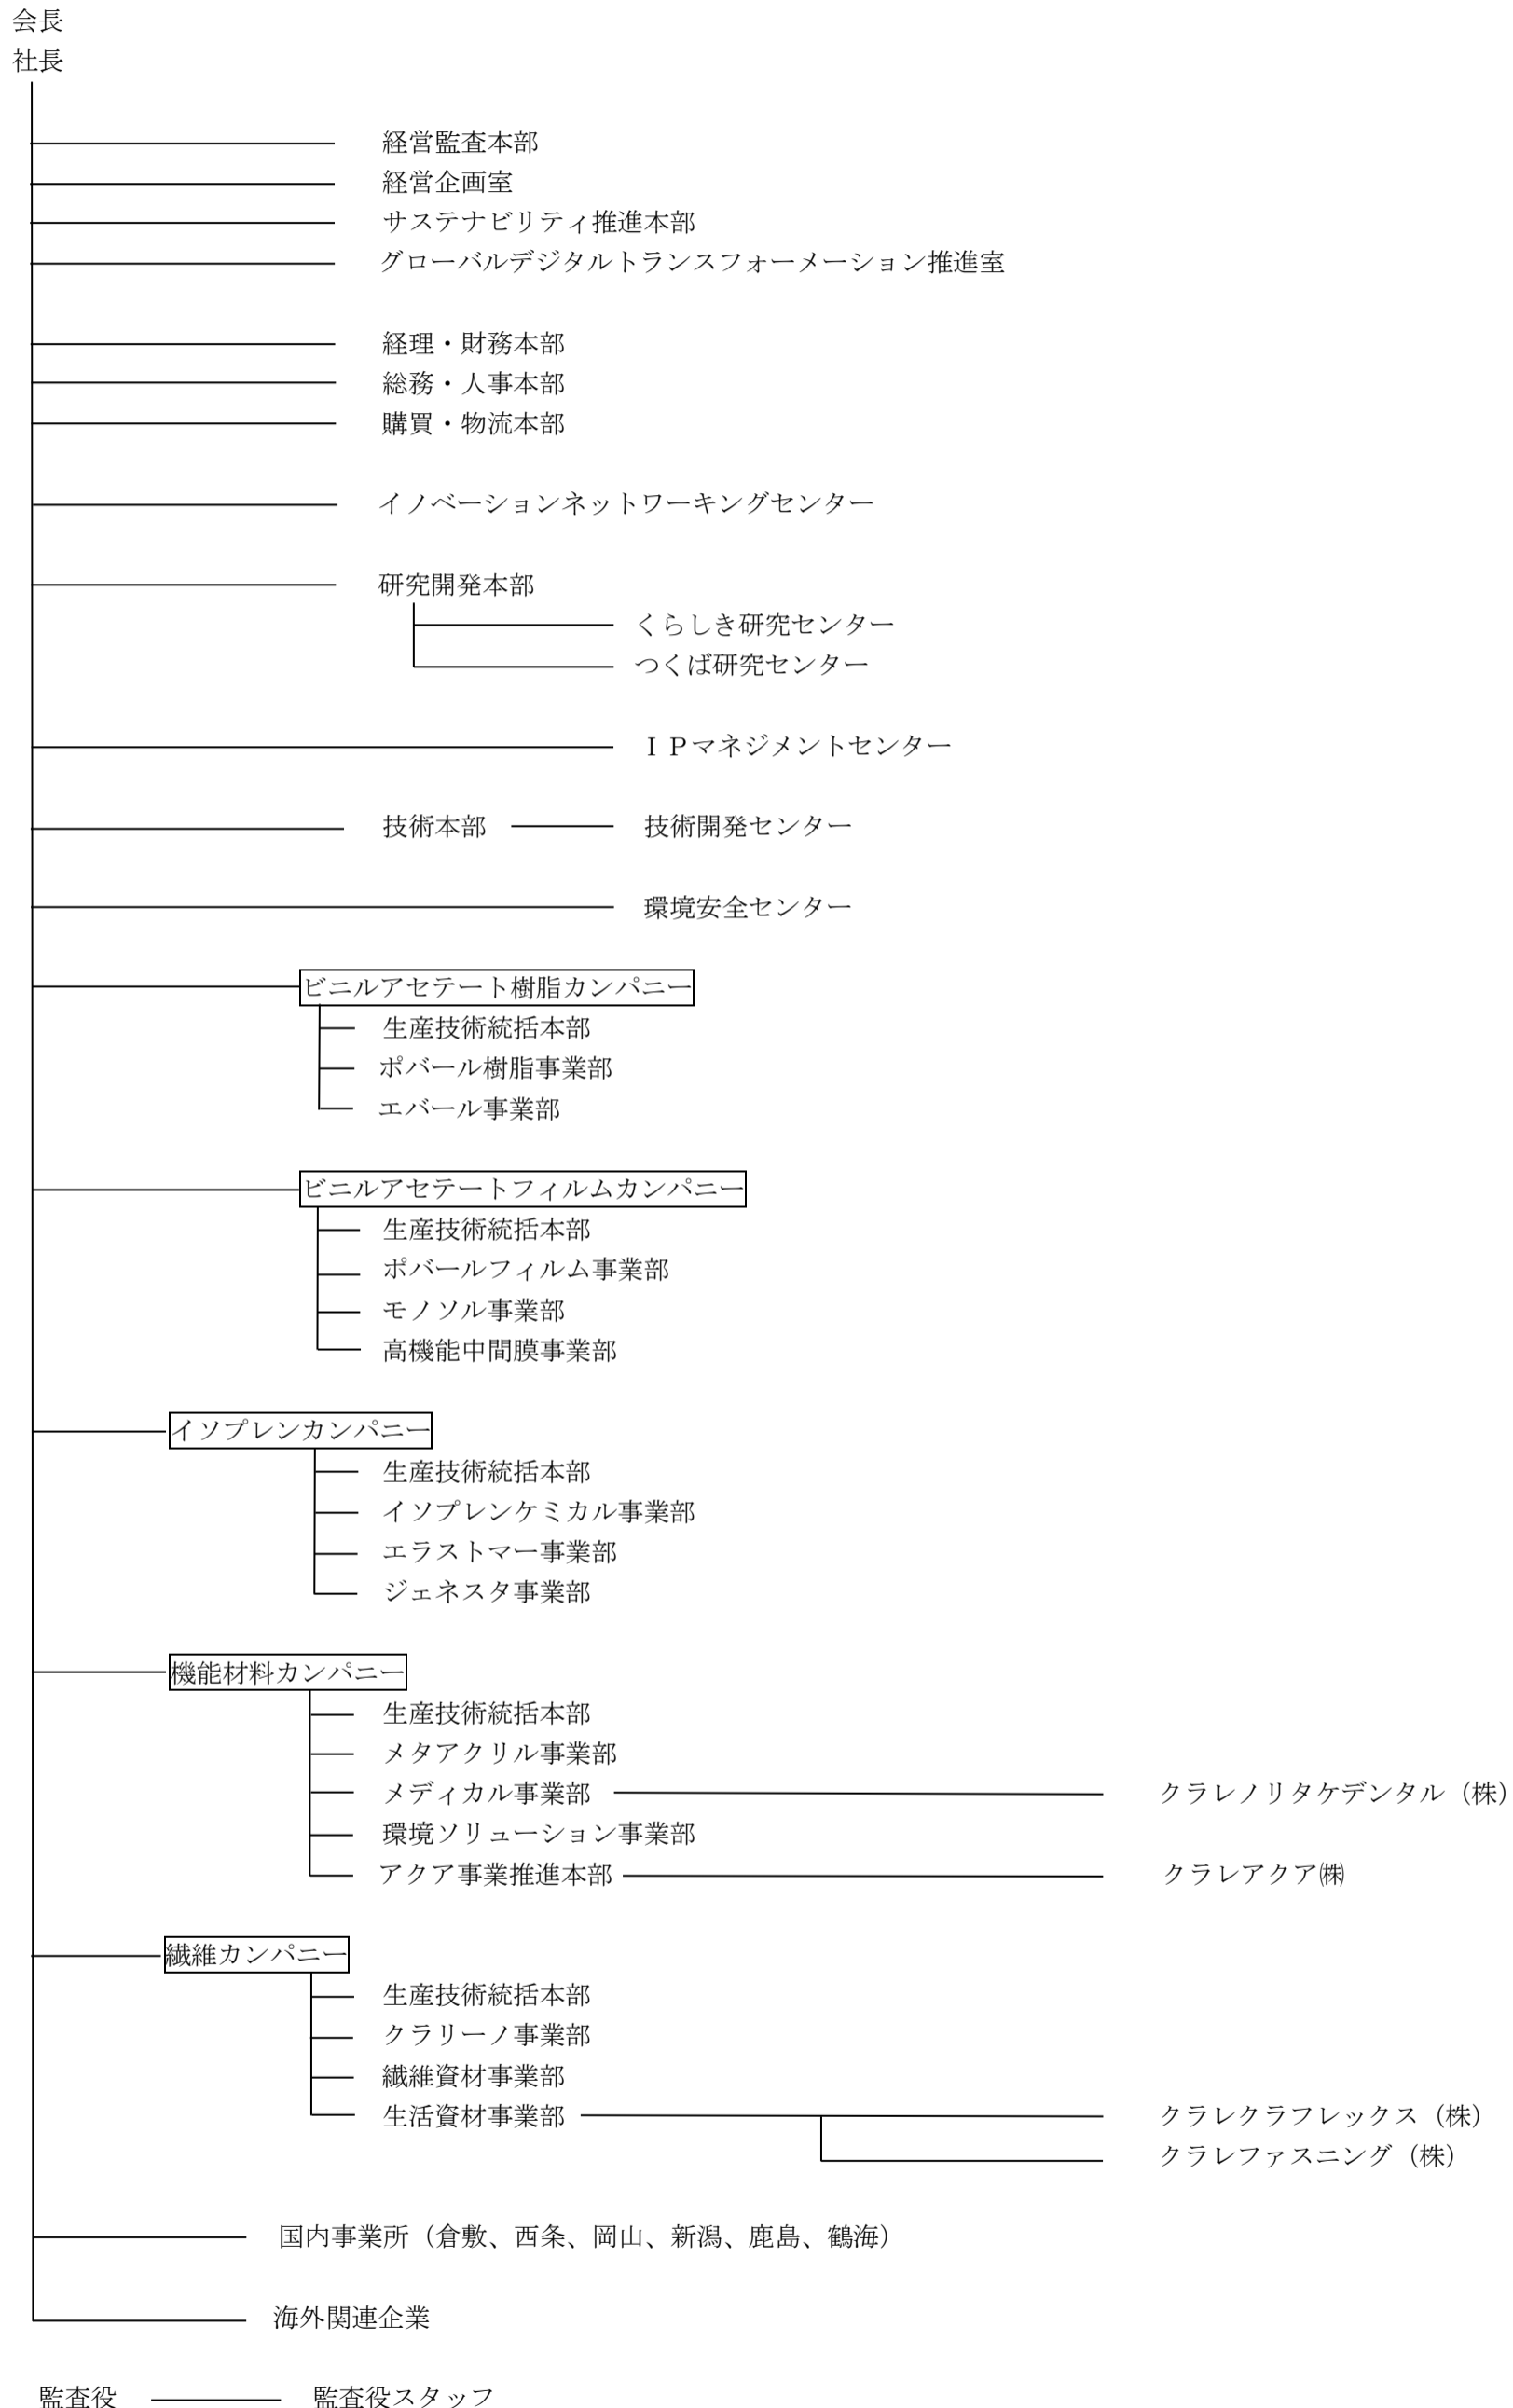 会長
社長
経営監査本部
経営企画室
サステナビリティ推進本部
グローバルデジタルトランスフォーメーション推進室
経理・財務本部
総務・人事本部
購買・物流本部
イノベーションネットワーキングセンター
研究開発本部
くらしき研究センター
つくば研究センター
ＩＰマネジメントセンター
技術本部 技術開発センター
環境安全センター
ビニルアセテート樹脂カンパニー
生産技術統括本部
ポバール樹脂事業部
エバール事業部
ビニルアセテートフィルムカンパニー
生産技術統括本部
ポバールフィルム事業部
モノソル事業部
高機能中間膜事業部
イソプレンカンパニー
生産技術統括本部
イソプレンケミカル事業部
エラストマー事業部
ジェネスタ事業部
機能材料カンパニー
生産技術統括本部
メタアクリル事業部
メディカル事業部 クラレノリタケデンタル（株）
環境ソリューション事業部
アクア事業推進本部 クラレアクア㈱
繊維カンパニー
生産技術統括本部
クラリーノ事業部
繊維資材事業部
生活資材事業部 クラレクラフレックス（株）
クラレファスニング（株）
国内事業所（倉敷、西条、岡山、新潟、鹿島、鶴海）
海外関連企業
監査役 監査役スタッフ